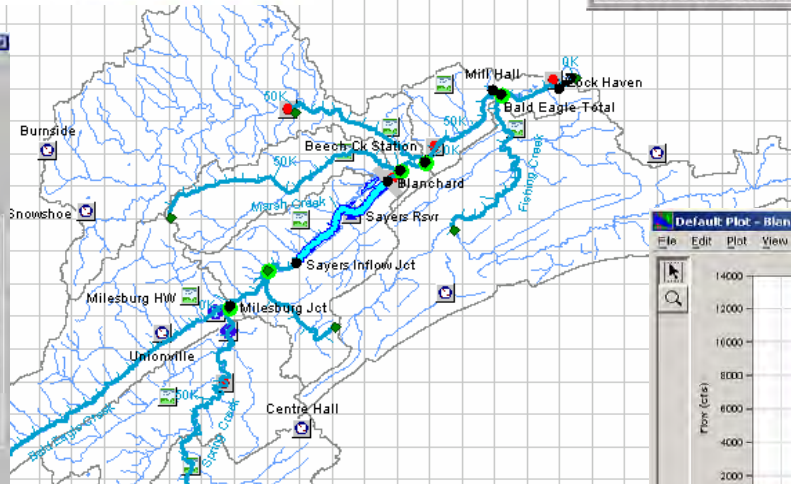 0K
Mill Hall
Lock Haven
50K
Bald Eagle Total
50K
Burnside
Beech Ck Station
0K
50K
Blanchard
Fishing Creek
Marsh Creek
Snowshoe
Sayers Rsvr
Default Plot - Blan
File Edit Plot View
Sayers Inflow Jct
14000
Milesburg HW
Milesburg Jct
Unionville
8000
50K
Flow (cfs)
Centre Hall
6000
Bald Eagle Creek
Spring Creek
4000
2000